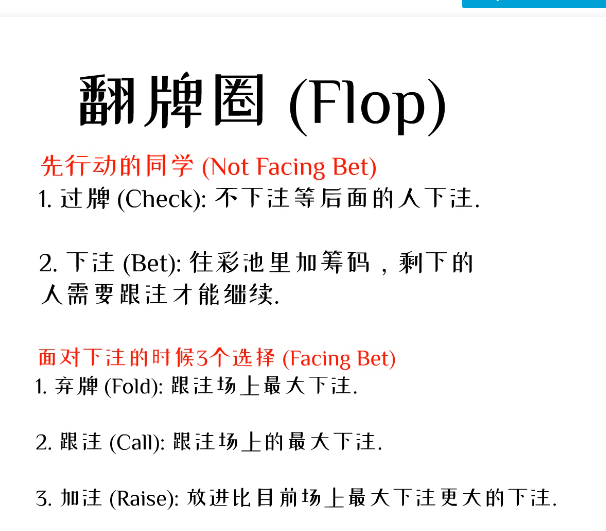 翻牌圈 (Flop)
先行动的同学 (Not Facing Bet)
1. 过牌 (Check): 不下注等后面的人下注.
2. 下注 (Bet): 往彩池里加筹码，剩下的
人需要跟注才能继续.
面对下注的时候3个选择 (Facing Bet)
1. 弃牌 (Fold): 跟注场上最大下注.
2. 跟注 (Call): 跟注场上的最大下注.
3. 加注 (Raise): 放进比目前场上最大下注更大的下注.